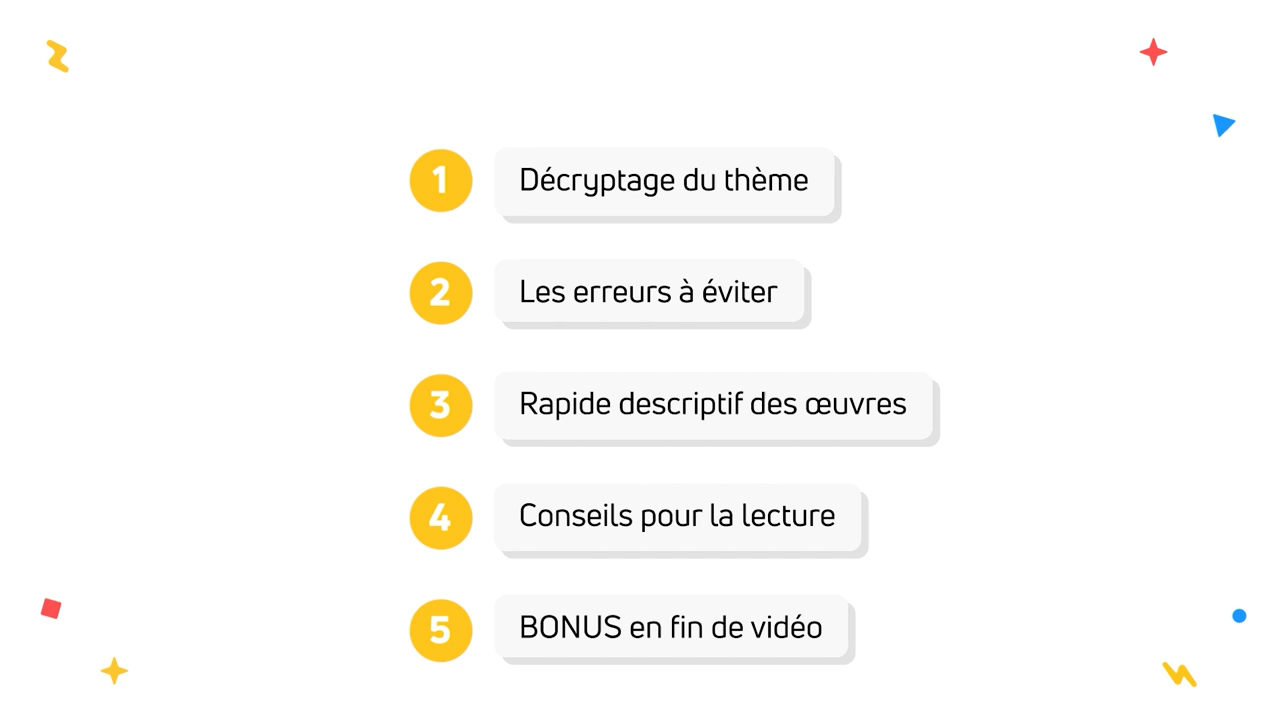 1 Décryptage du thème
2 Les erreurs à éviter
3 Rapide descriptif des œuvres
4 Conseils pour la lecture
5 BONUS en fin de vidéo